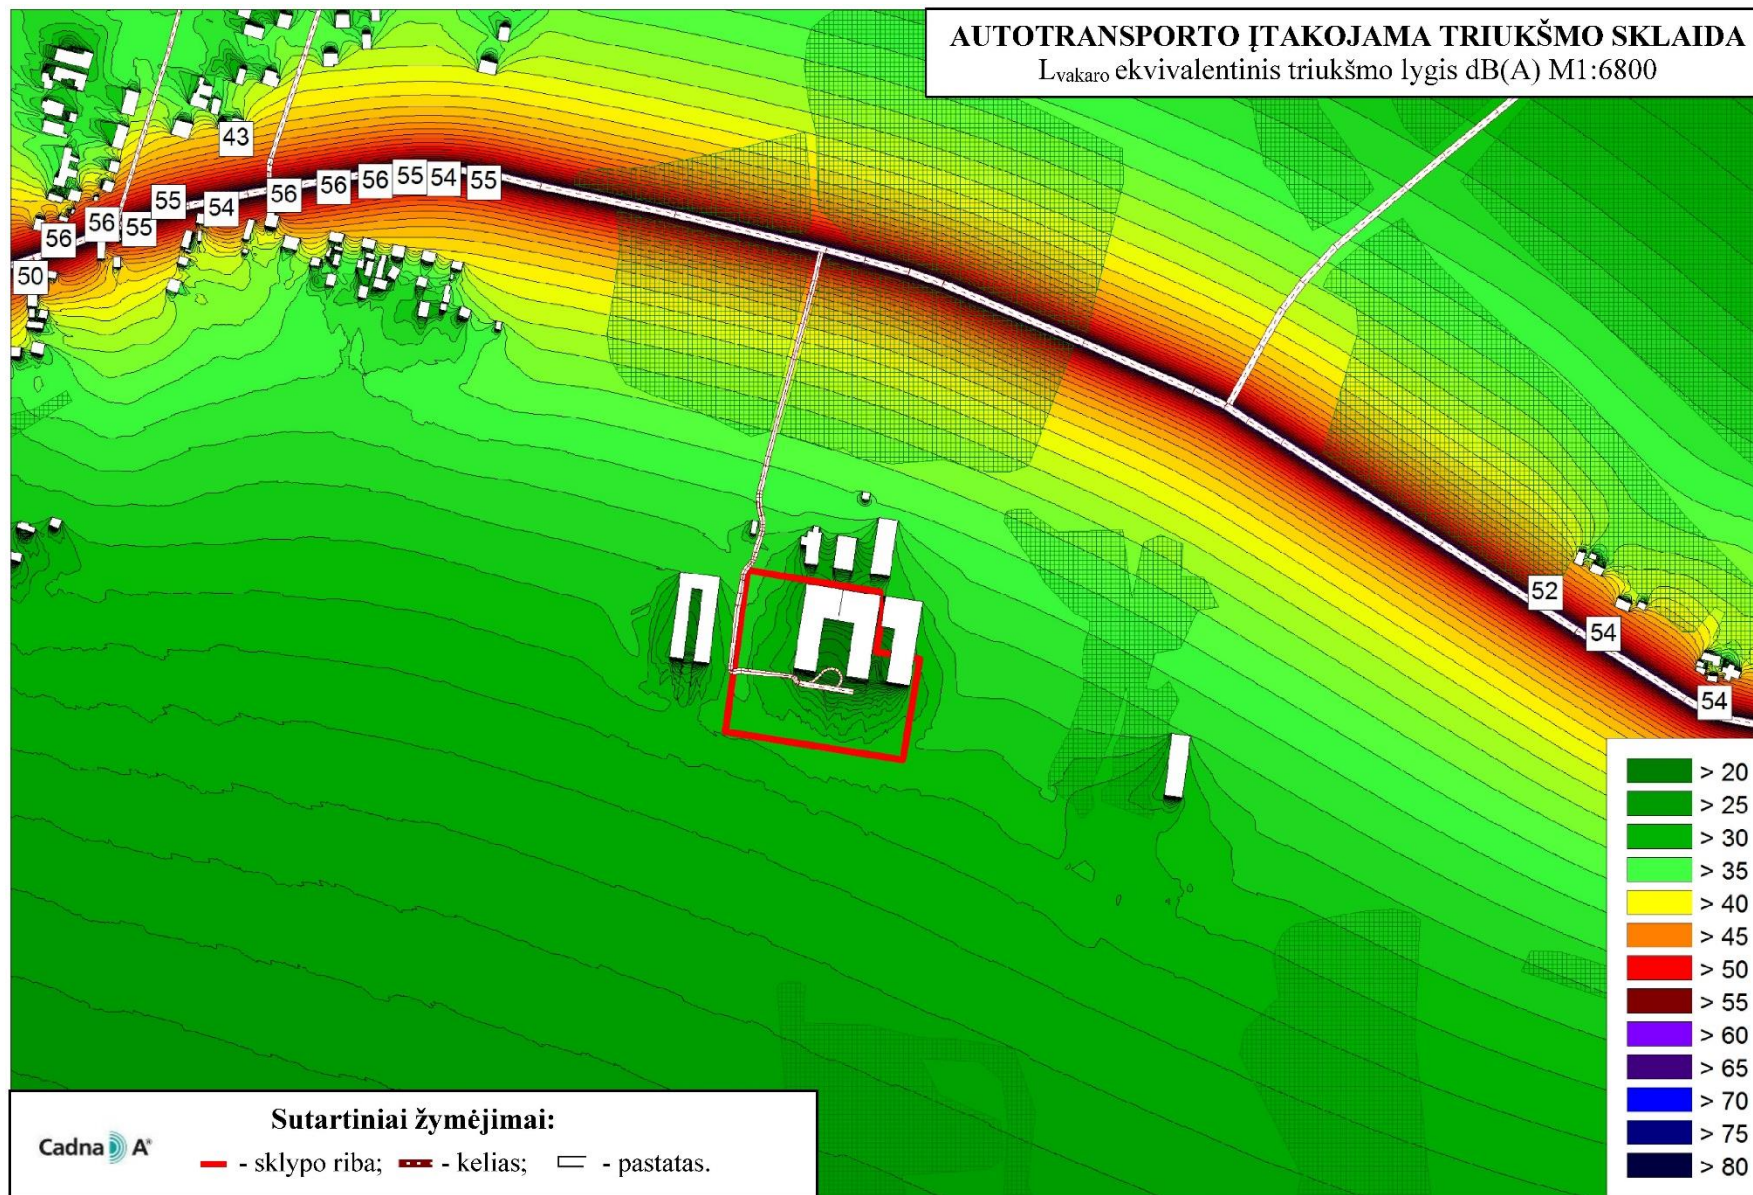 AUTOTRANSPORTO ĮTAKOJAMA TRIUKŠMO SKLAIDA
Lvakaro ekvivalentinis triukšmo lygis dB(A) M1:6800
43
55 54 56 56 56 55 54 55
56 56 55
50
52
54
54
> 20
> 25
> 30
> 35
> 40
> 45
> 50
> 55
> 60
> 65
> 70
> 75
> 80
Sutartiniai žymėjimai:
Cadna A®
- sklypo riba; - kelias; - pastatas.